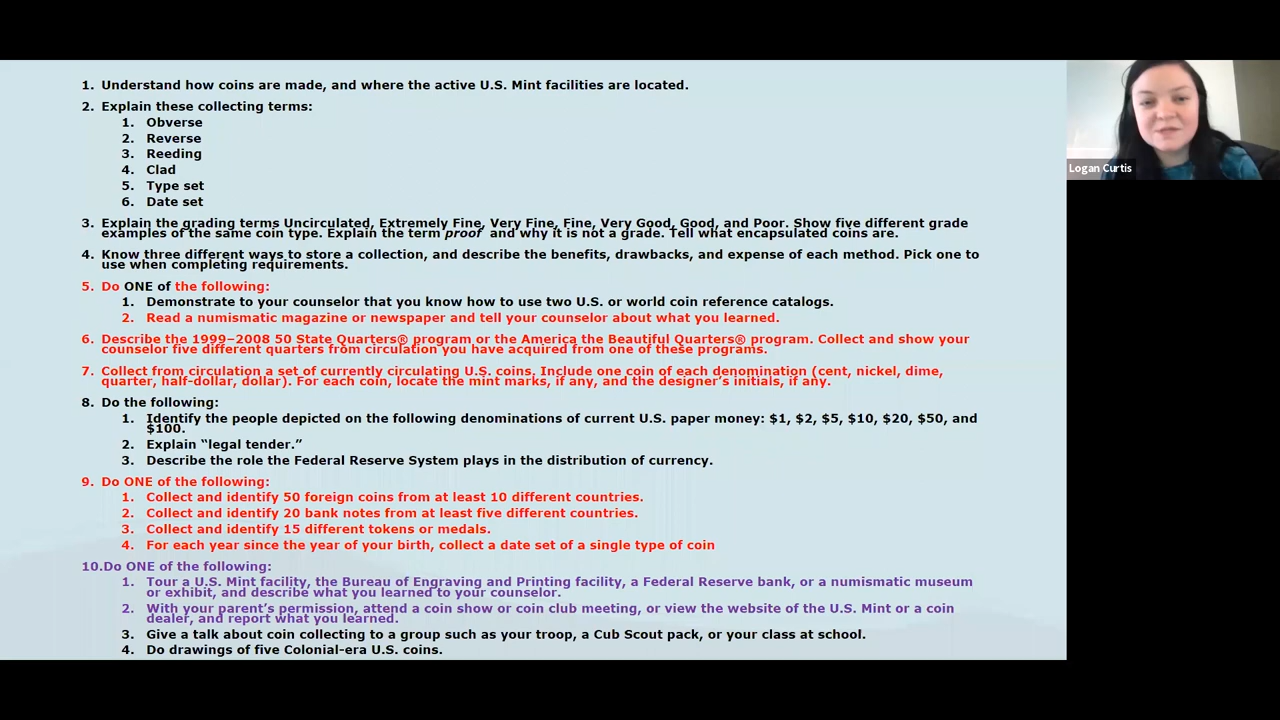 1. Understand how coins are made, and where the active U.S. Mint facilities are located.
2. Explain these collecting terms:
1. Obverse
2. Reverse
3. Reeding
4. Clad
5. Type set
6. Date set
3. Explain the grading terms Uncirculated, Extremely Fine, Very Fine, Fine, Very Good, Good, and Poor. Show five different grade
examples of the same coin type. Explain the term proof and why it is not a grade. Tell what encapsulated coins are.
4. Know three different ways to store a collection, and describe the benefits, drawbacks, and expense of each method. Pick one to
use when completing requirements.
5. Do ONE of the following:
1. Demonstrate to your counselor that you know how to use two U.S. or world coin reference catalogs.
2. Read a numismatic magazine or newspaper and tell your counselor about what you learned.
6. Describe the 1999–2008 50 State Quarters® program or the America the Beautiful Quarters® program. Collect and show your
counselor five different quarters from circulation you have acquired from one of these programs.
7. Collect from circulation a set of currently circulating U.S. coins. Include one coin of each denomination (cent, nickel, dime,
quarter, half-dollar, dollar). For each coin, locate the mint marks, if any, and the designer's initials, if any.
8. Do the following:
1. Identify the people depicted on the following denominations of current U.S. paper money: $1, $2, $5, $10, $20, $50, and
$100.
2. Explain “legal tender.”
3. Describe the role the Federal Reserve System plays in the distribution of currency.
9. Do ONE of the following:
1. Collect and identify 50 foreign coins from at least 10 different countries.
2. Collect and identify 20 bank notes from at least five different countries.
3. Collect and identify 15 different tokens or medals.
4. For each year since the year of your birth, collect a date set of a single type of coin
10.Do ONE of the following:
1. Tour a U.S. Mint facility, the Bureau of Engraving and Printing facility, a Federal Reserve bank, or a numismatic museum
or exhibit, and describe what you learned to your counselor.
2. With your parent's permission, attend a coin show or coin club meeting, or view the website of the U.S. Mint or a coin
dealer, and report what you learned.
3. Give a talk about coin collecting to a group such as your troop, a Cub Scout pack, or your class at school.
4. Do drawings of five Colonial-era U.S. coins.
Logan Curtis